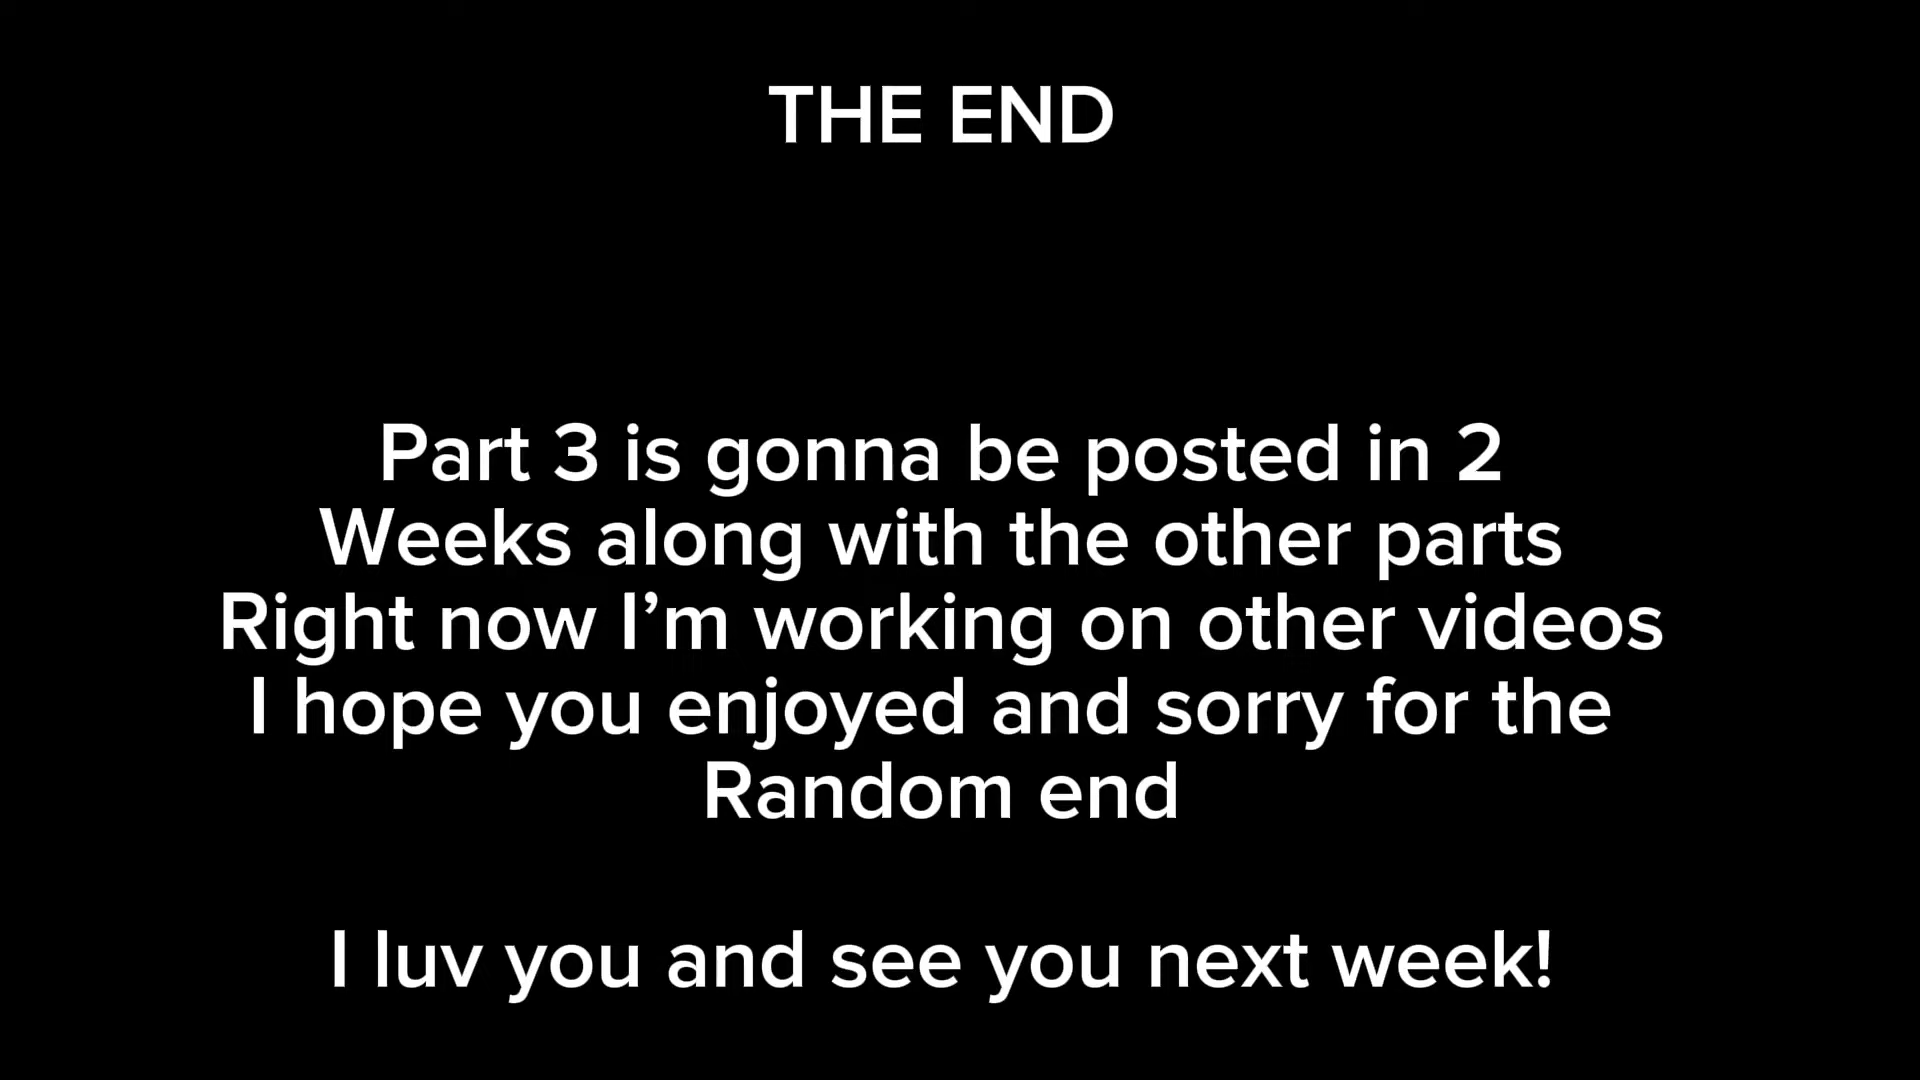 THE END
Part 3 is gonna be posted in 2
Weeks along with the other parts
Right now I’m working on other videos
I hope you enjoyed and sorry for the
Random end
I luv you and see you next week!